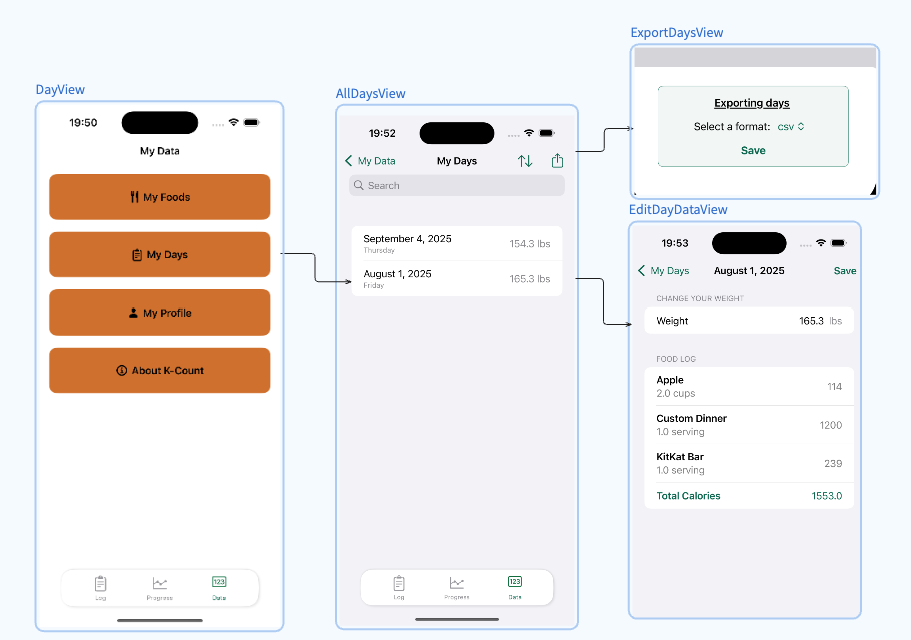 DayView
19:50
My Data
My Foods
My Days
My Profile
About K-Count
Log
Progress
123
Data
AllDaysView
19:52
My Data
My Days
Search
September 4, 2025
Thursday
154.3 lbs
August 1, 2025
Friday
165.3 lbs
Log
Progress
123
Data
ExportDaysView
Exporting days
Select a format: csv
Save
EditDayDataView
19:53
My Days
August 1, 2025
Save
CHANGE YOUR WEIGHT
Weight
165.3 lbs
FOOD LOG
Apple
2.0 cups
114
Custom Dinner
1.0 serving
1200
KitKat Bar
1.0 serving
239
Total Calories
1553.0